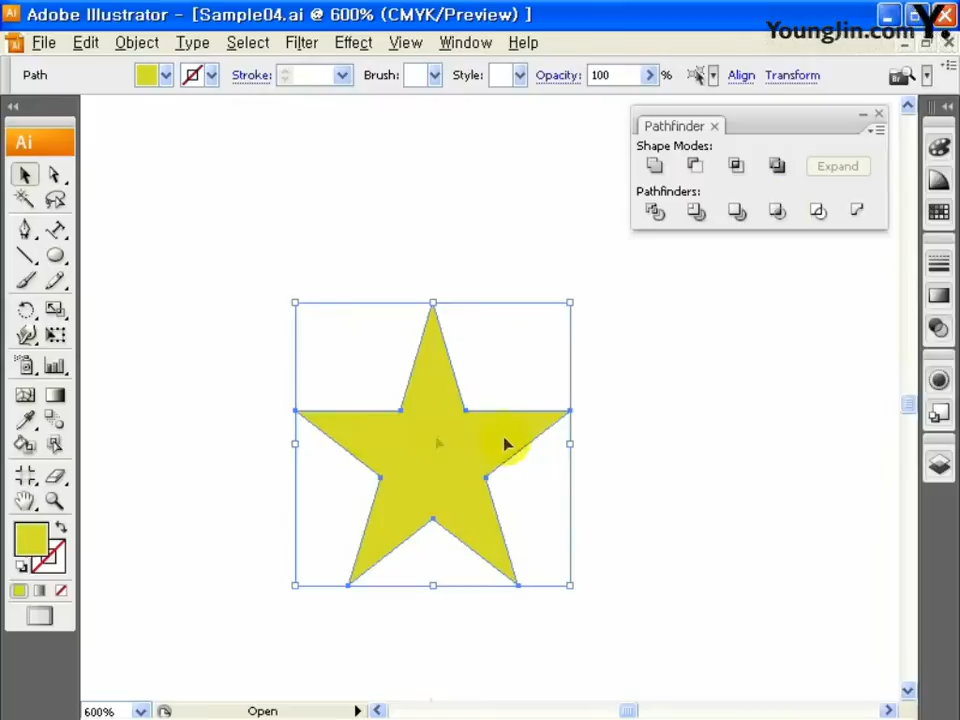 Adobe Illustrator - [Sample04.ai @ 600% (CMYK/Preview) ]
YoungJin.com Y.
File Edit Object Type Select Filter Effect View Window Help
Path Stroke: Brush: Style: Opacity: 100 % Align Transform
Ai
Pathfinder
Shape Modes:
Expand
Pathfinders:
600% Open